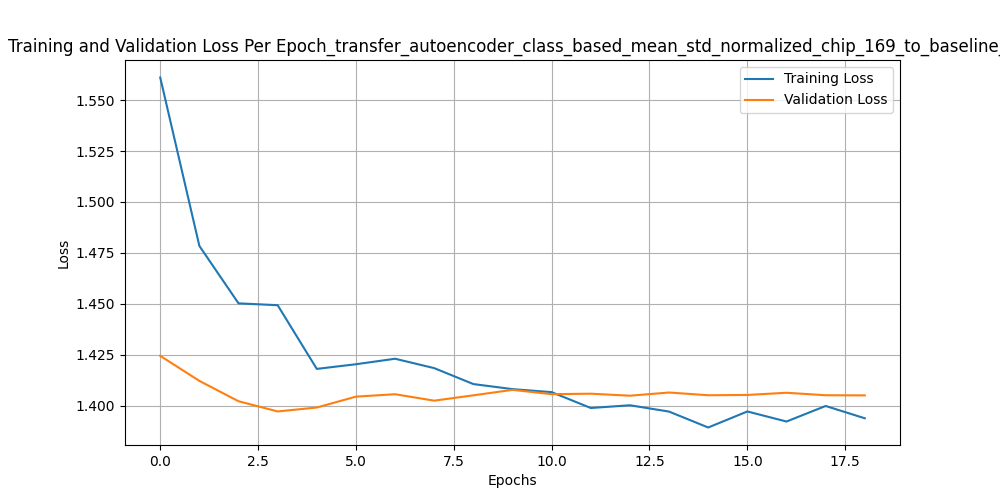 Training and Validation Loss Per Epoch_transfer_autoencoder_class_based_mean_std_normalized_chip_169_to_baseline_
Training Loss
Validation Loss
1.550
1.525
1.500
1.475
1.450
1.425
1.400
Loss
0.0 2.5 5.0 7.5 10.0 12.5 15.0 17.5
Epochs